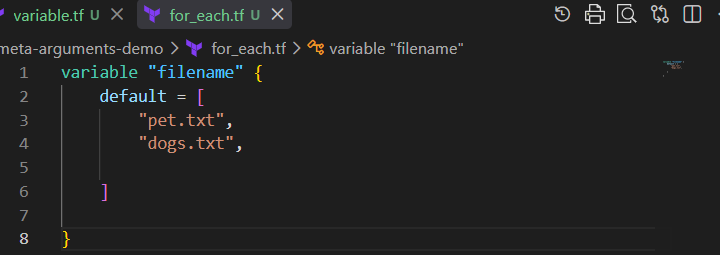 variable.tf U
for_each.tf U
meta-arguments-demo > for_each.tf > variable "filename"
1 variable "filename" {
2 default = [
3 "pet.txt",
4 "dogs.txt",
5
6 ]
7
8 }